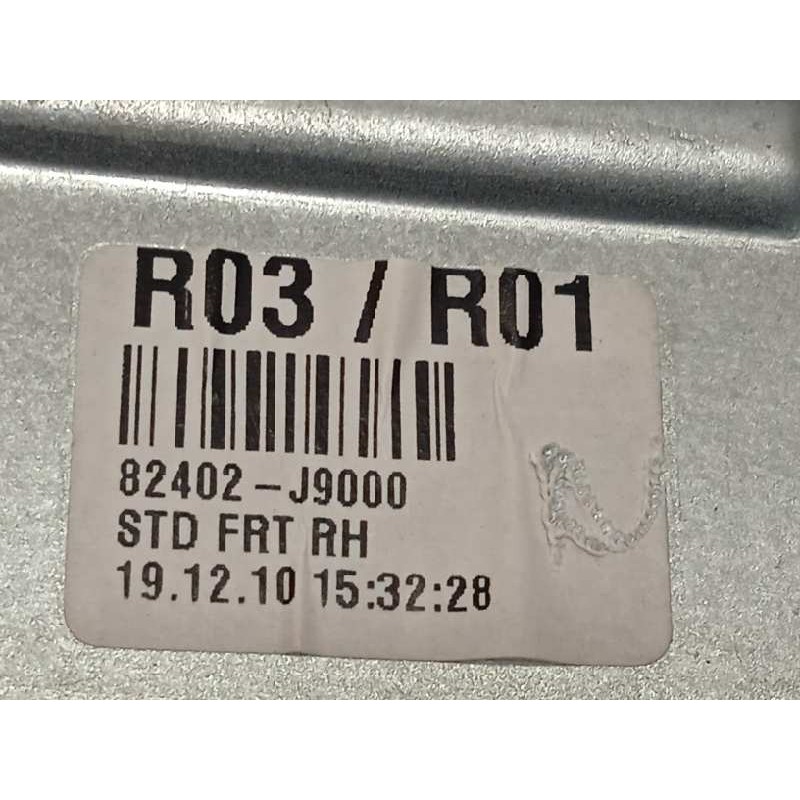 R03 / R01
82402-J9000
STD FRT RH
19.12.10 15:32:28